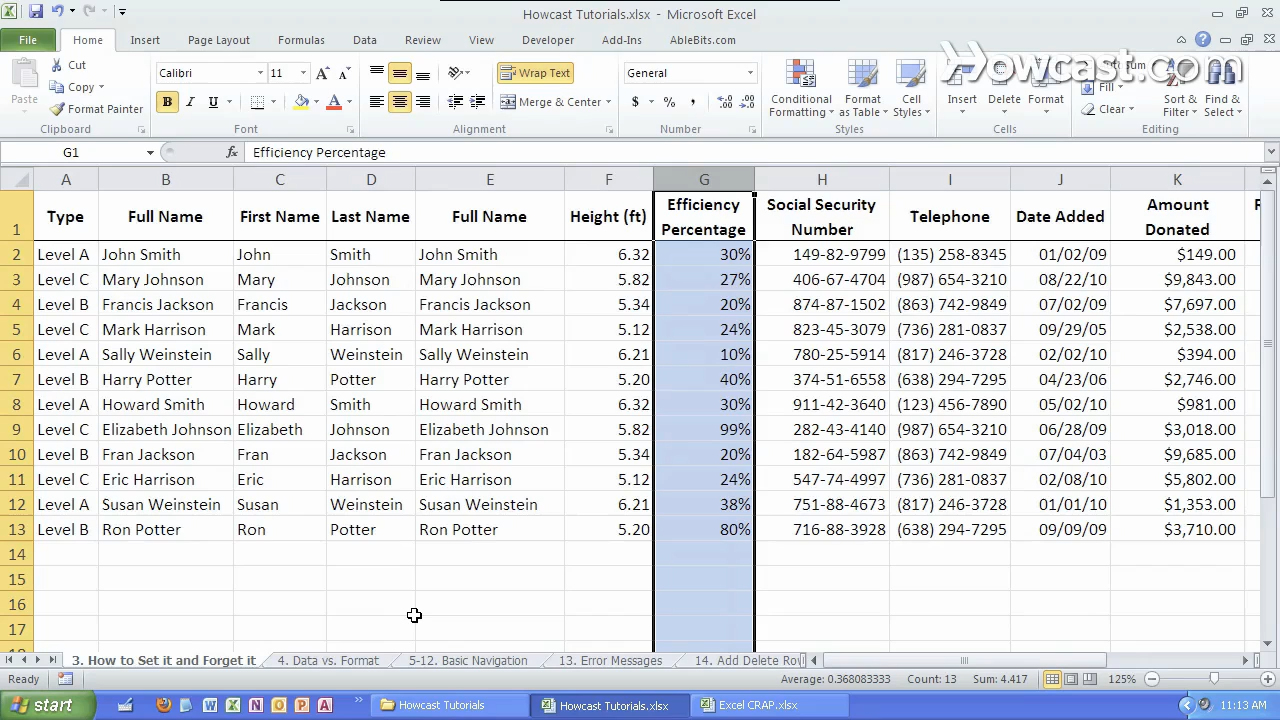 Howcast Tutorials.xlsx - Microsoft Excel
File Home Insert Page Layout Formulas Data Review View Developer Add-Ins AbleBits.com
Howcast.com
Paste Cut Copy Format Painter
Calibri 11
B I U A
Wrap Text
Merge & Center
General
$ % ,
Conditional Formatting Format as Table Cell Styles
Insert Delete Format
Fill
Clear
Sort & Filter Find & Select
Clipboard Font Alignment Number Styles Cells Editing
G1 fx Efficiency Percentage
A B C D E F G H I J K
1 Type Full Name First Name Last Name Full Name Height (ft) Efficiency Percentage Social Security Number Telephone Date Added Amount Donated
2 Level A John Smith John Smith John Smith 6.32 30% 149-82-9799 (135) 258-8345 01/02/09 $149.00
3 Level C Mary Johnson Mary Johnson Mary Johnson 5.82 27% 406-67-4704 (987) 654-3210 08/22/10 $9,843.00
4 Level B Francis Jackson Francis Jackson Francis Jackson 5.34 20% 874-87-1502 (863) 742-9849 07/02/09 $7,697.00
5 Level C Mark Harrison Mark Harrison Mark Harrison 5.12 24% 823-45-3079 (736) 281-0837 09/29/05 $2,538.00
6 Level A Sally Weinstein Sally Weinstein Sally Weinstein 6.21 10% 780-25-5914 (817) 246-3728 02/02/10 $394.00
7 Level B Harry Potter Harry Potter Harry Potter 5.20 40% 374-51-6558 (638) 294-7295 04/23/06 $2,746.00
8 Level A Howard Smith Howard Smith Howard Smith 6.32 30% 911-42-3640 (123) 456-7890 05/02/10 $981.00
9 Level C Elizabeth Johnson Elizabeth Johnson Elizabeth Johnson 5.82 99% 282-43-4140 (987) 654-3210 06/28/09 $3,018.00
10 Level B Fran Jackson Fran Jackson Fran Jackson 5.34 20% 182-64-5987 (863) 742-9849 07/04/03 $9,685.00
11 Level C Eric Harrison Eric Harrison Eric Harrison 5.12 24% 547-74-4997 (736) 281-0837 02/08/10 $5,802.00
12 Level A Susan Weinstein Susan Weinstein Susan Weinstein 6.21 38% 751-88-4673 (817) 246-3728 01/01/10 $1,353.00
13 Level B Ron Potter Ron Potter Ron Potter 5.20 80% 716-88-3928 (638) 294-7295 09/09/09 $3,710.00
14
15
16
17
3. How to Set it and Forget it 4. Data vs. Format 5-12. Basic Navigation 13. Error Messages 14. Add Delete Ro
Ready Average: 0.368083333 Count: 13 Sum: 4.417 125%
start Howcast Tutorials Howcast Tutorials.xlsx Excel CRAP.xlsx 11:13 AM